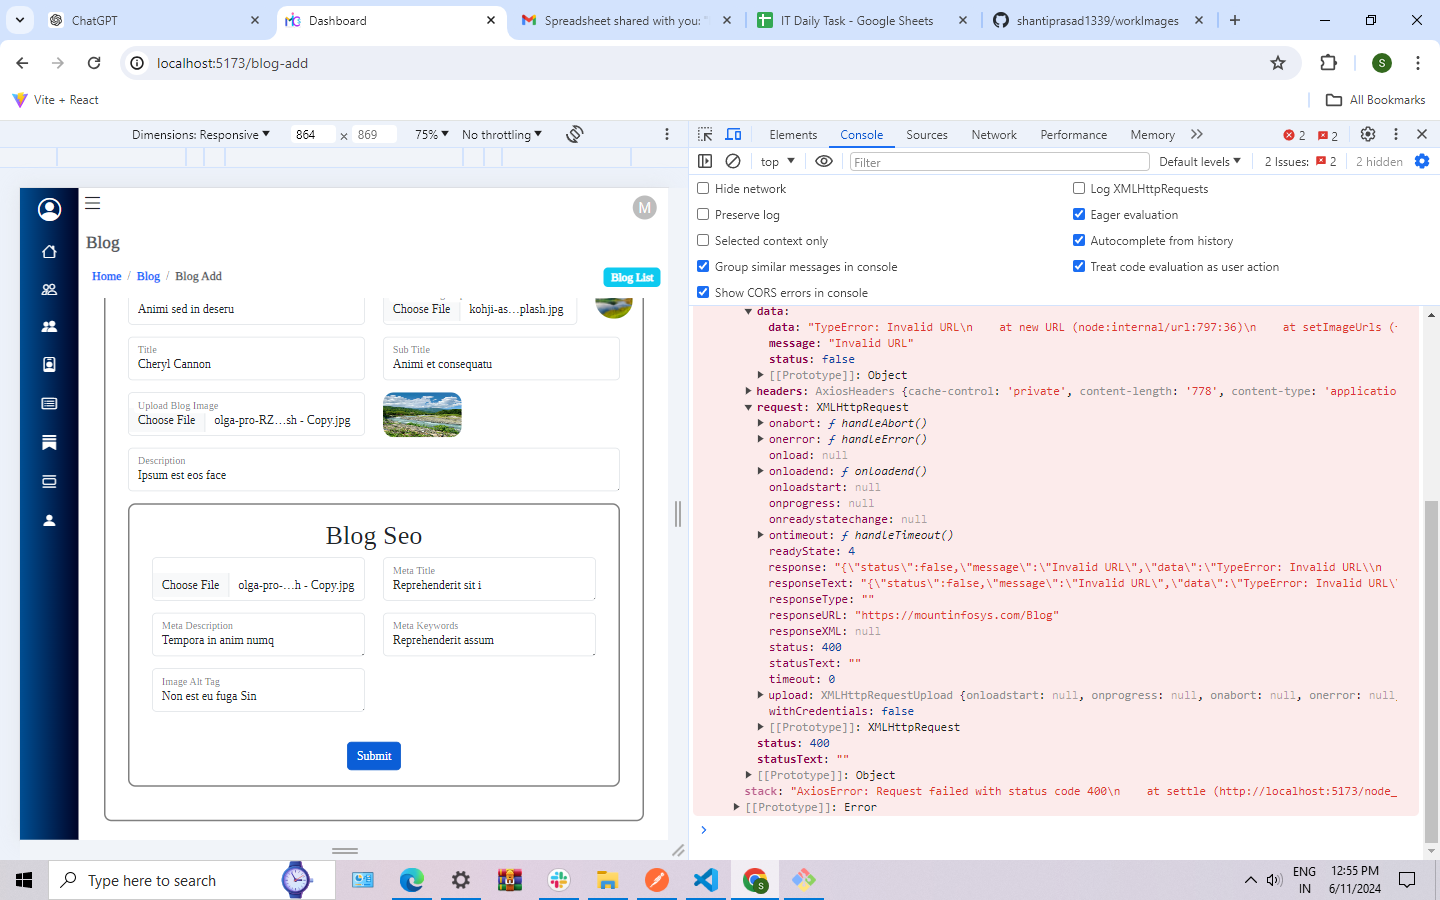 ChatGPT
Dashboard
Spreadsheet shared with you: "
IT Daily Task - Google Sheets
shantiprasad1339/workImages
localhost:5173/blog-add
S
Vite + React
All Bookmarks
Dimensions: Responsive
864
×
869
75%
No throttling
Elements
Console
Sources
Network
Performance
Memory
2
2
top
Filter
Default levels
2 Issues:
2
2 hidden
Hide network
Log XMLHttpRequests
Preserve log
Eager evaluation
Selected context only
Autocomplete from history
Group similar messages in console
Treat code evaluation as user action
Show CORS errors in console
M
Blog
Home / Blog / Blog Add
Blog List
Animi sed in deseru
Choose File kohji-as...plash.jpg
Title
Cheryl Cannon
Sub Title
Animi et consequatu
Upload Blog Image
Choose File olga-pro-RZ...sh - Copy.jpg
Description
Ipsum est eos face
Blog Seo
Choose File olga-pro-...h - Copy.jpg
Meta Title
Reprehenderit sit i
Meta Description
Tempora in anim numq
Meta Keywords
Reprehenderit assum
Image Alt Tag
Non est eu fuga Sin
Submit
data:
data: "TypeError: Invalid URL\n    at new URL (node:internal/url:797:36)\n    at setImageUrls (
message: "Invalid URL"
status: false
[[Prototype]]: Object
headers: AxiosHeaders {cache-control: 'private', content-length: '778', content-type: 'applicatio
request: XMLHttpRequest
onabort: ƒ handleAbort()
onerror: ƒ handleError()
onload: null
onloadend: ƒ onloadend()
onloadstart: null
onprogress: null
onreadystatechange: null
ontimeout: ƒ handleTimeout()
readyState: 4
response: "{\"status\":false,\"message\":\"Invalid URL\",\"data\":\"TypeError: Invalid URL\\n
responseText: "{\"status\":false,\"message\":\"Invalid URL\",\"data\":\"TypeError: Invalid URL\
responseType: ""
responseURL: "https://mountinfosys.com/Blog"
responseXML: null
status: 400
statusText: ""
timeout: 0
upload: XMLHttpRequestUpload {onloadstart: null, onprogress: null, onabort: null, onerror: null,
withCredentials: false
[[Prototype]]: XMLHttpRequest
status: 400
statusText: ""
[[Prototype]]: Object
stack: "AxiosError: Request failed with status code 400\n    at settle (http://localhost:5173/node_
[[Prototype]]: Error
Type here to search
ENG
IN
12:55 PM
6/11/2024